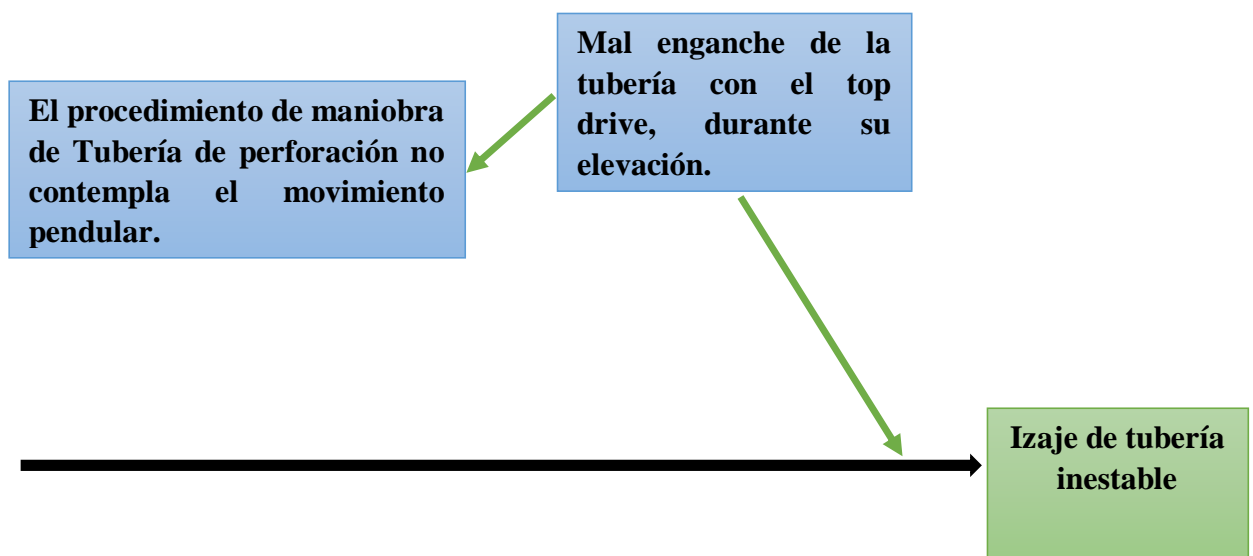 Mal enganche de la
tubería con el top
drive, durante su
elevación.
El procedimiento de maniobra
de Tubería de perforación no
contempla el movimiento
pendular.
Izaje de tubería
inestable